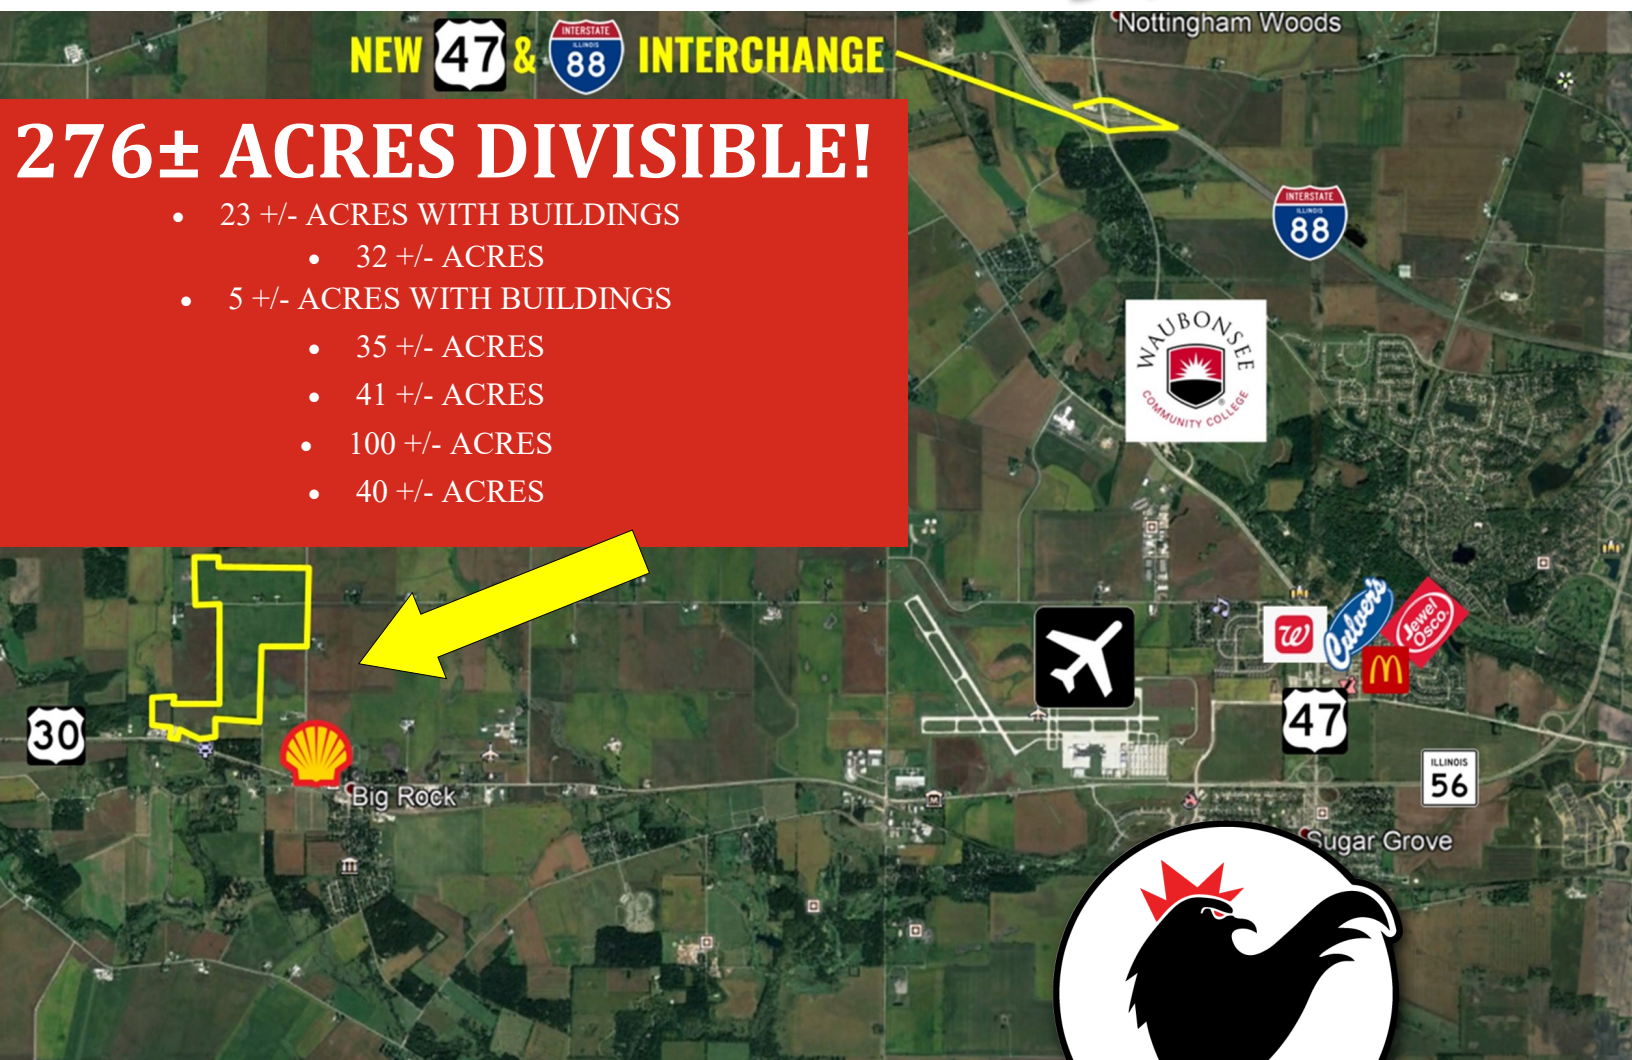 Nottingham Woods
NEW 47 & INTERSTATE ILLINOIS 88 INTERCHANGE
276± ACRES DIVISIBLE!
• 23 +/- ACRES WITH BUILDINGS
• 32 +/- ACRES
• 5 +/- ACRES WITH BUILDINGS
• 35 +/- ACRES
• 41 +/- ACRES
• 100 +/- ACRES
• 40 +/- ACRES
INTERSTATE
ILLINOIS
88
WAUBONSEE
COMMUNITY COLLEGE
®
W
Culver's
Jewel
Osco
M
47
30
ILLINOIS
56
Big Rock
Sugar Grove